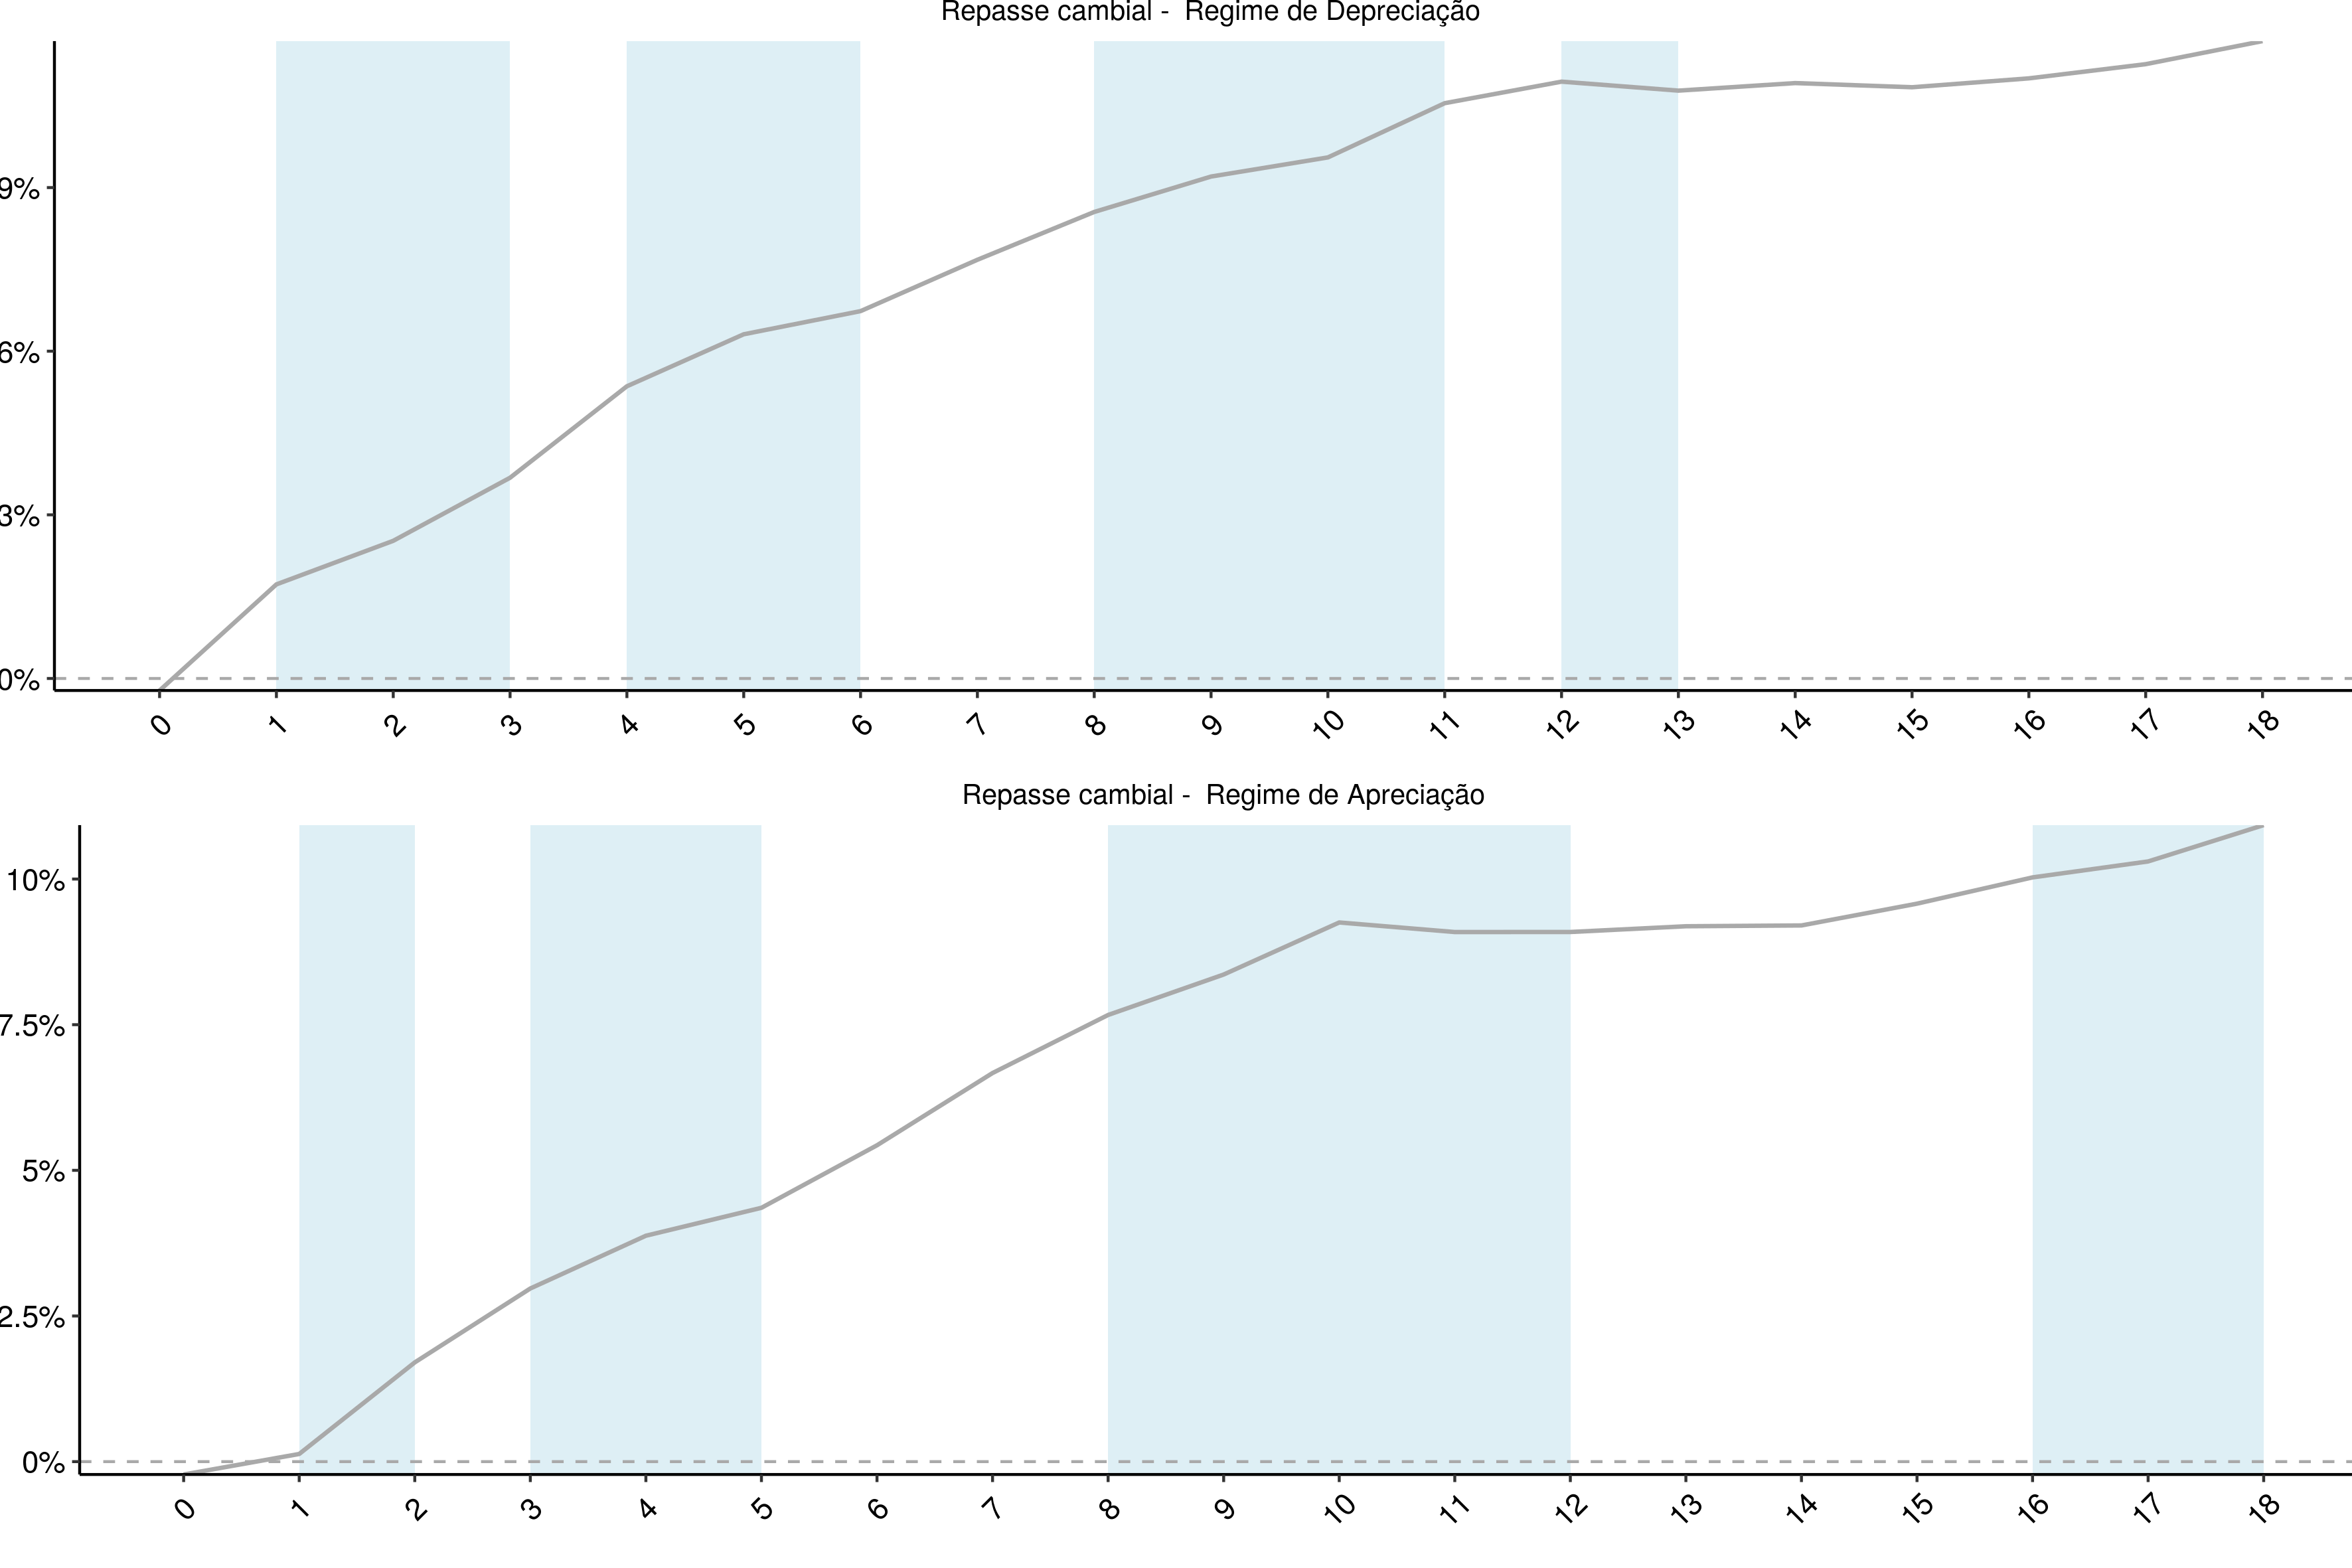 Repasse cambial -  Regime de Depreciação
9%
6%
3%
0%
0 1 2 3 4 5 6 7 8 9 10 11 12 13 14 15 16 17 18
Repasse cambial -  Regime de Apreciação
10%
7.5%
5%
2.5%
0%
0 1 2 3 4 5 6 7 8 9 10 11 12 13 14 15 16 17 18